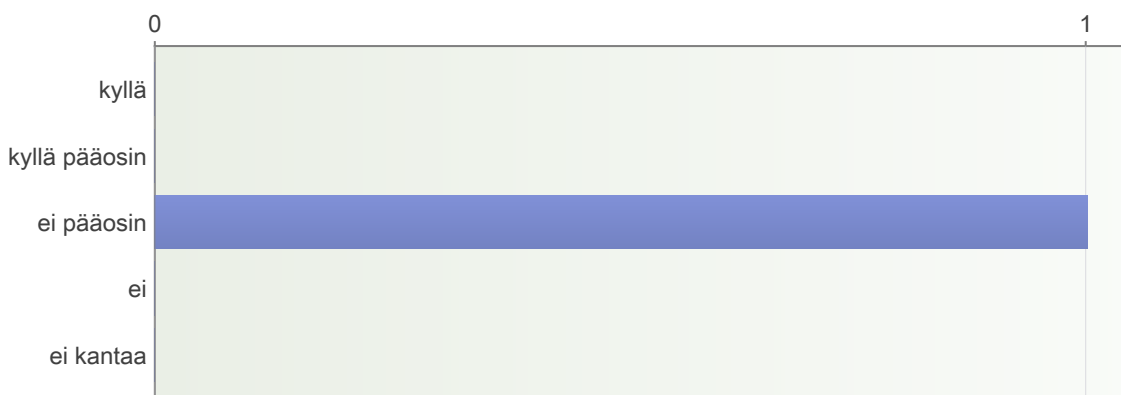 0 1
kyllä
kyllä pääosin
ei pääosin
ei
ei kantaa